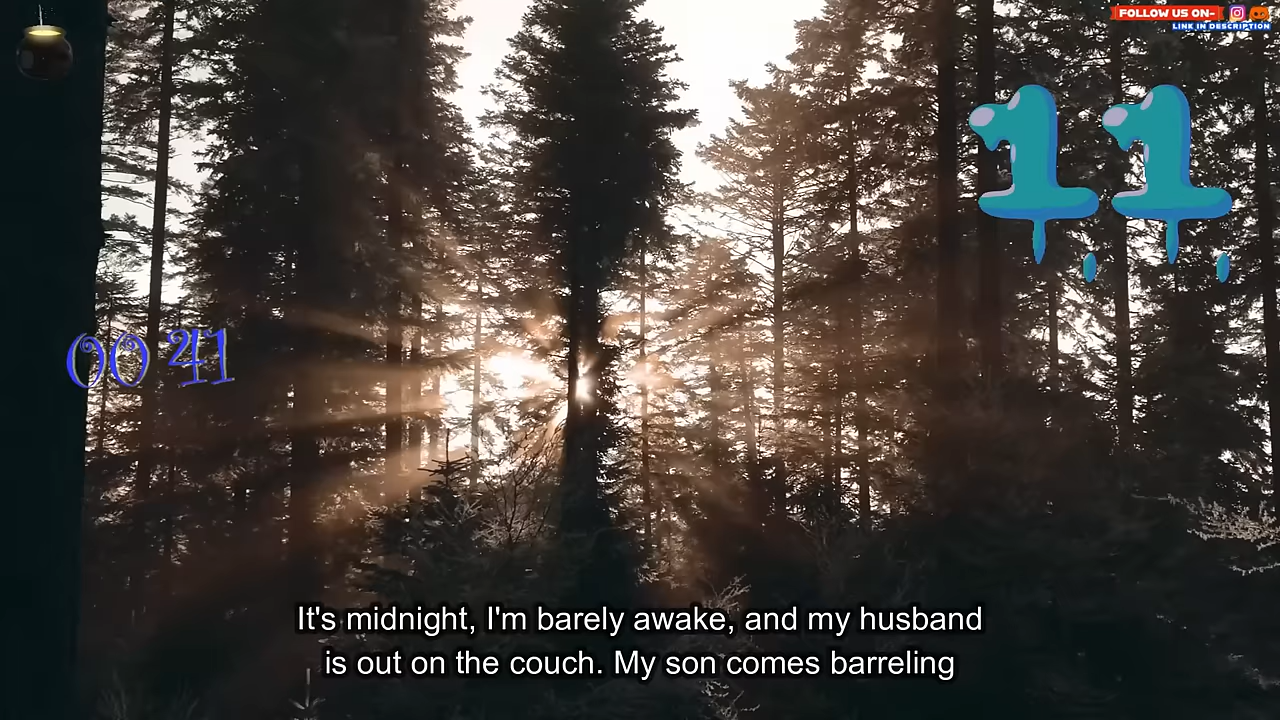 FOLLOW US ON-
LINK IN DESCRIPTION
11
00 41
It's midnight, I'm barely awake, and my husband
is out on the couch. My son comes barreling